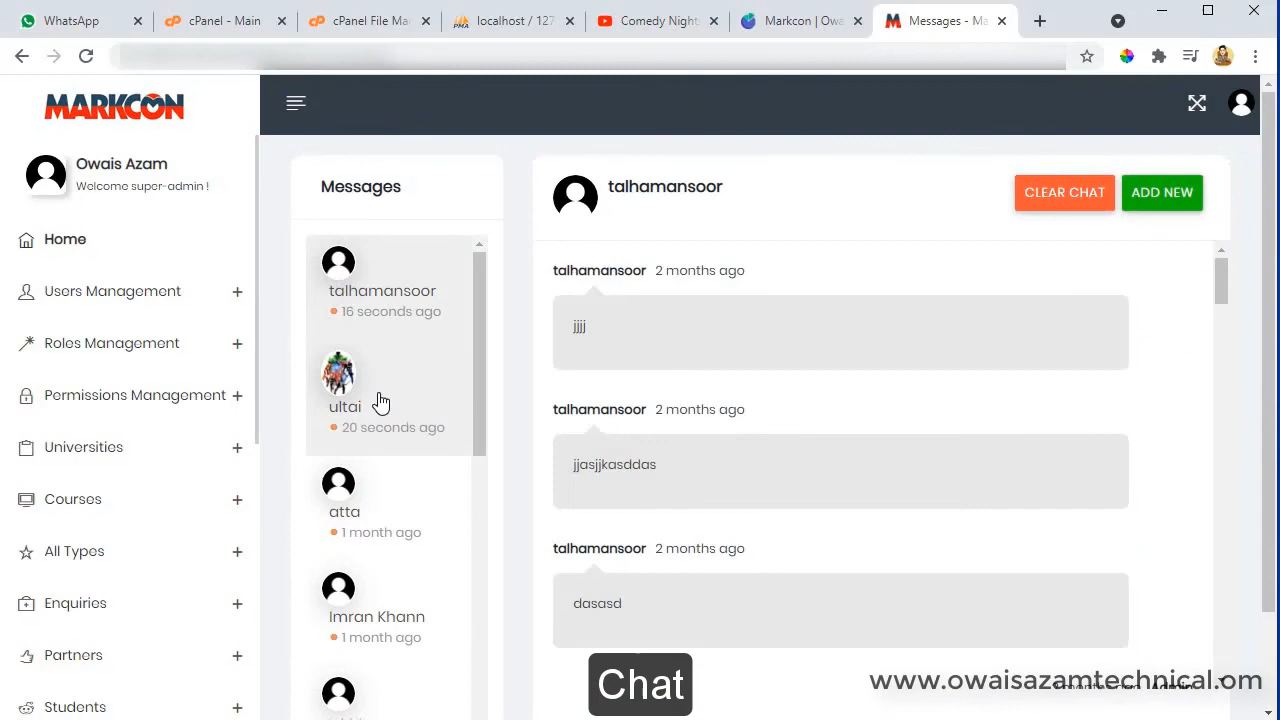 WhatsApp
cPanel - Main
cPanel File Ma
localhost / 127
Comedy Night
Markcon | Owa
Messages - Ma
MARKCON
Owais Azam
Welcome super-admin !
Home
Users Management +
Roles Management +
Permissions Management +
Universities +
Courses +
All Types +
Enquiries +
Partners +
Students +
Messages
talhamansoor
16 seconds ago
ultai
20 seconds ago
atta
1 month ago
Imran Khann
1 month ago
talhamansoor
CLEAR CHAT
ADD NEW
talhamansoor 2 months ago
jjjj
talhamansoor 2 months ago
jjasjjkasddas
talhamansoor 2 months ago
dasasd
Chat
www.owaisazamtechnical.com